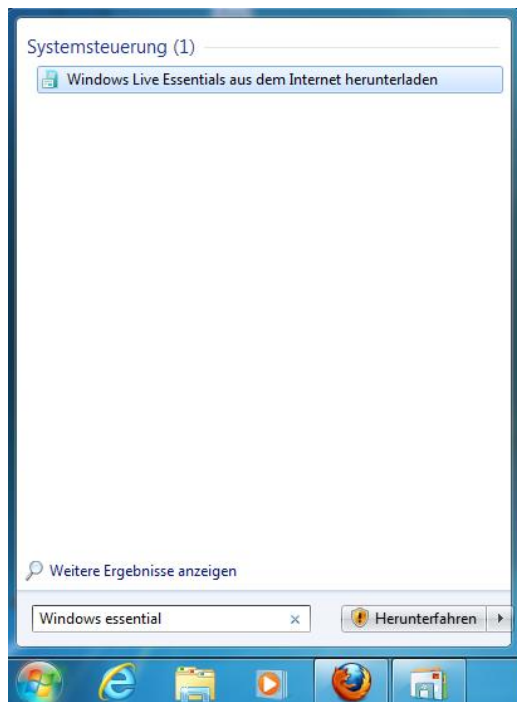 Systemsteuerung (1)
Windows Live Essentials aus dem Internet herunterladen
Weitere Ergebnisse anzeigen
Windows essential
Herunterfahren